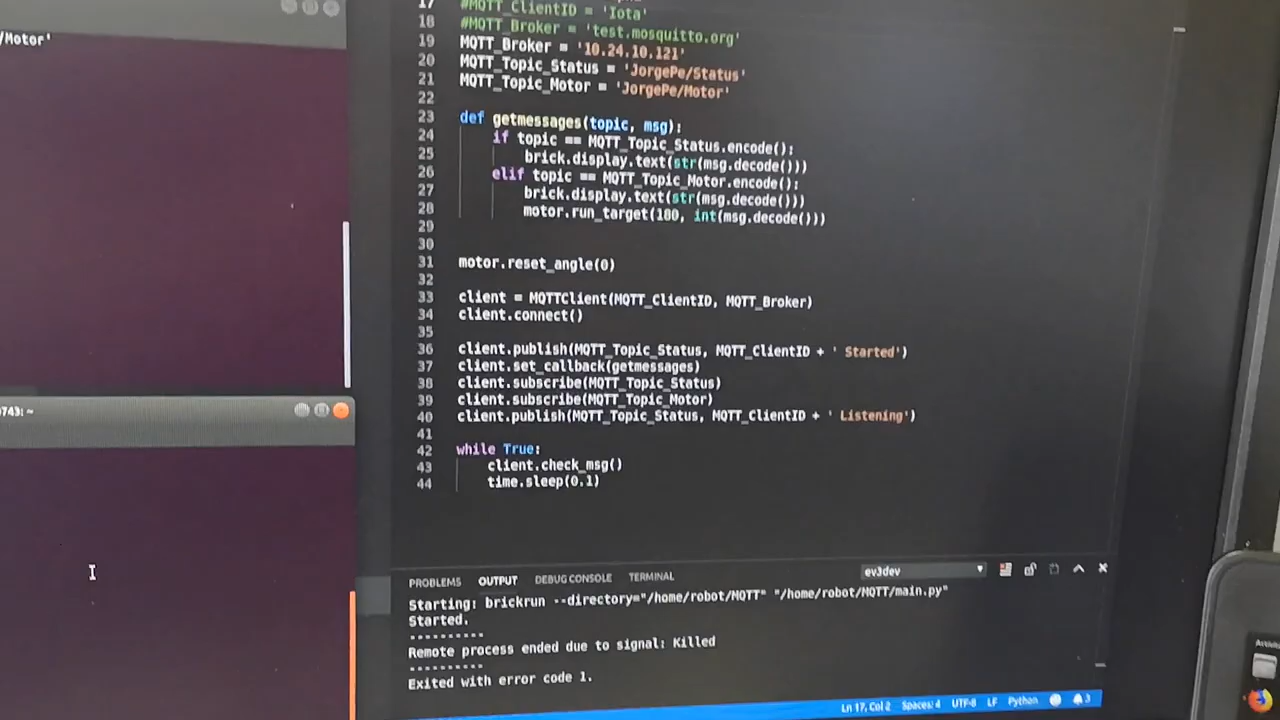 /Motor'
17 #MQTT_ClientID = 'Iota'
18 #MQTT_Broker = 'test.mosquitto.org'
19 MQTT_Broker = '10.24.10.121'
20 MQTT_Topic_Status = 'JorgePe/Status'
21 MQTT_Topic_Motor = 'JorgePe/Motor'
22
23 def getmessages(topic, msg):
24 if topic == MQTT_Topic_Status.encode():
25 brick.display.text(str(msg.decode()))
26 elif topic == MQTT_Topic_Motor.encode():
27 brick.display.text(str(msg.decode()))
28 motor.run_target(180, int(msg.decode()))
29
30
31 motor.reset_angle(0)
32
33 client = MQTTClient(MQTT_ClientID, MQTT_Broker)
34 client.connect()
35
36 client.publish(MQTT_Topic_Status, MQTT_ClientID + ' Started')
37 client.set_callback(getmessages)
38 client.subscribe(MQTT_Topic_Status)
39 client.subscribe(MQTT_Topic_Motor)
40 client.publish(MQTT_Topic_Status, MQTT_ClientID + ' Listening')
41
42 while True:
43 client.check_msg()
44 time.sleep(0.1)
0743: ~
PROBLEMS OUTPUT DEBUG CONSOLE TERMINAL ev3dev
Starting: brickrun --directory="/home/robot/MQTT" "/home/robot/MQTT/main.py"
Started.
----------
Remote process ended due to signal: Killed
----------
Exited with error code 1.
Ln 17, Col 2 Spaces: 4 UTF-8 LF Python 3